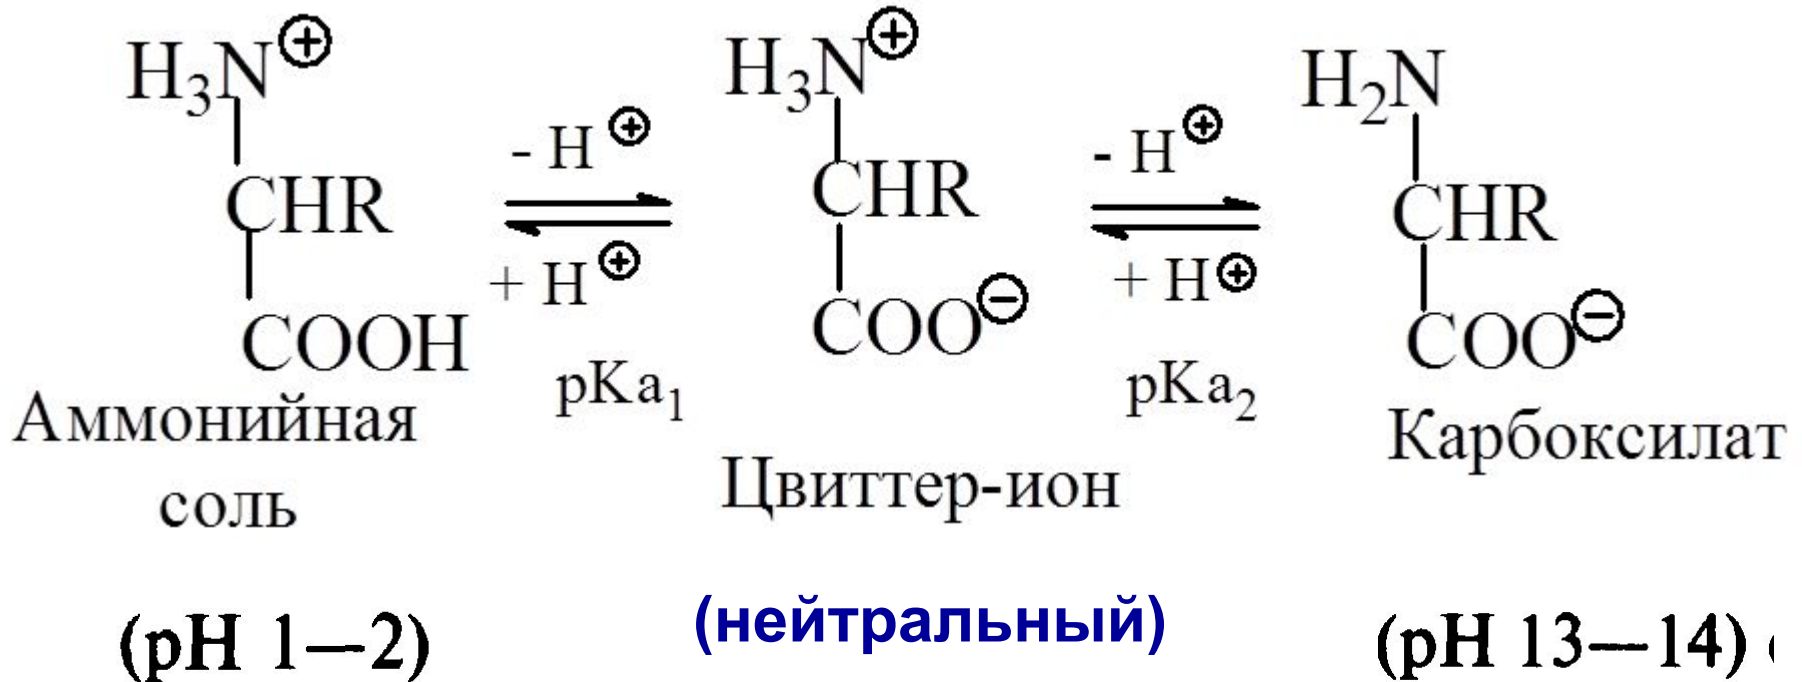 H₃N⊕
CHR
COOH
Аммонийная
соль
(pH 1—2)
- H⊕
+ H⊕
pKa₁
H₃N⊕
CHR
COO⊖
Цвиттер-ион
(нейтральный)
- H⊕
+ H⊕
pKa₂
H₂N
CHR
COO⊖
Карбоксилат
(pH 13—14)